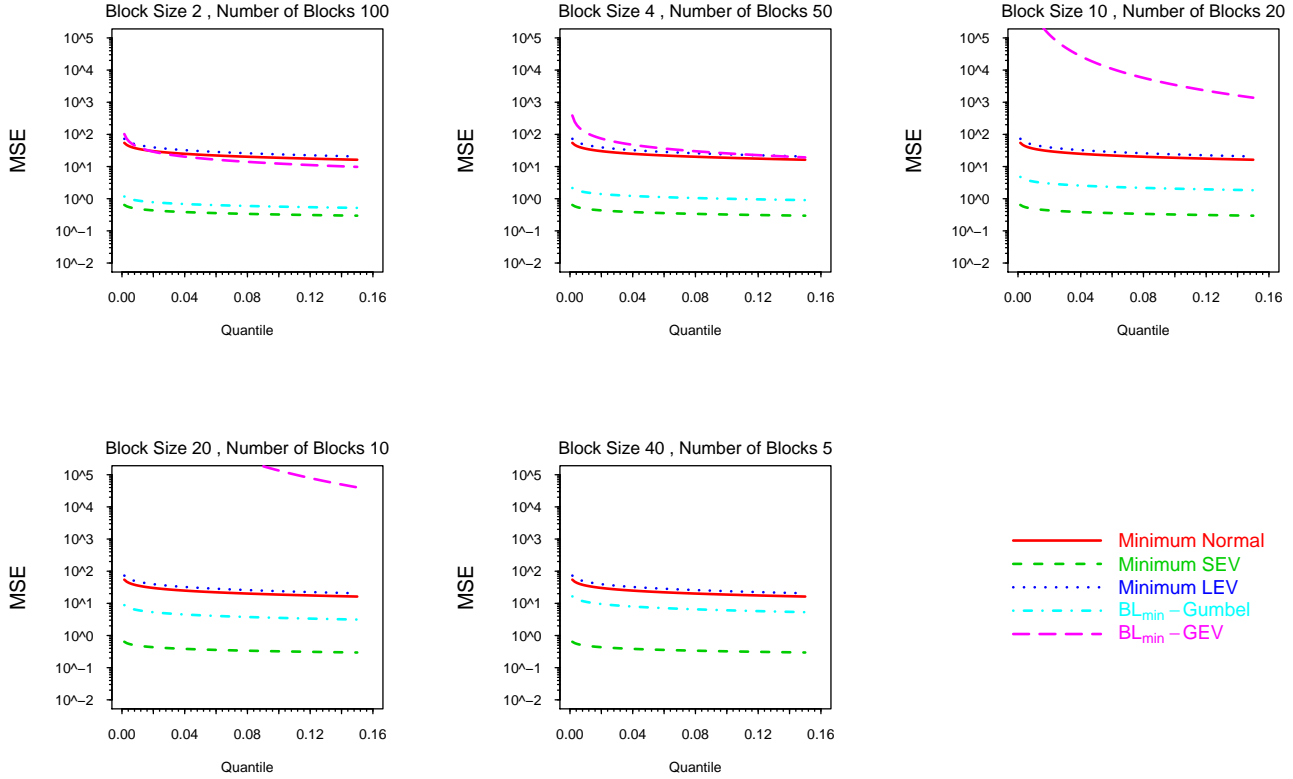 Block Size 2 , Number of Blocks 100
MSE
10^5
10^4
10^3
10^2
10^1
10^0
10^−1
10^−2
0.00 0.04 0.08 0.12 0.16
Quantile
Block Size 4 , Number of Blocks 50
MSE
10^5
10^4
10^3
10^2
10^1
10^0
10^−1
10^−2
0.00 0.04 0.08 0.12 0.16
Quantile
Block Size 10 , Number of Blocks 20
MSE
10^5
10^4
10^3
10^2
10^1
10^0
10^−1
10^−2
0.00 0.04 0.08 0.12 0.16
Quantile
Block Size 20 , Number of Blocks 10
MSE
10^5
10^4
10^3
10^2
10^1
10^0
10^−1
10^−2
0.00 0.04 0.08 0.12 0.16
Quantile
Block Size 40 , Number of Blocks 5
MSE
10^5
10^4
10^3
10^2
10^1
10^0
10^−1
10^−2
0.00 0.04 0.08 0.12 0.16
Quantile
Minimum Normal
Minimum SEV
Minimum LEV
BLmin−Gumbel
BLmin−GEV